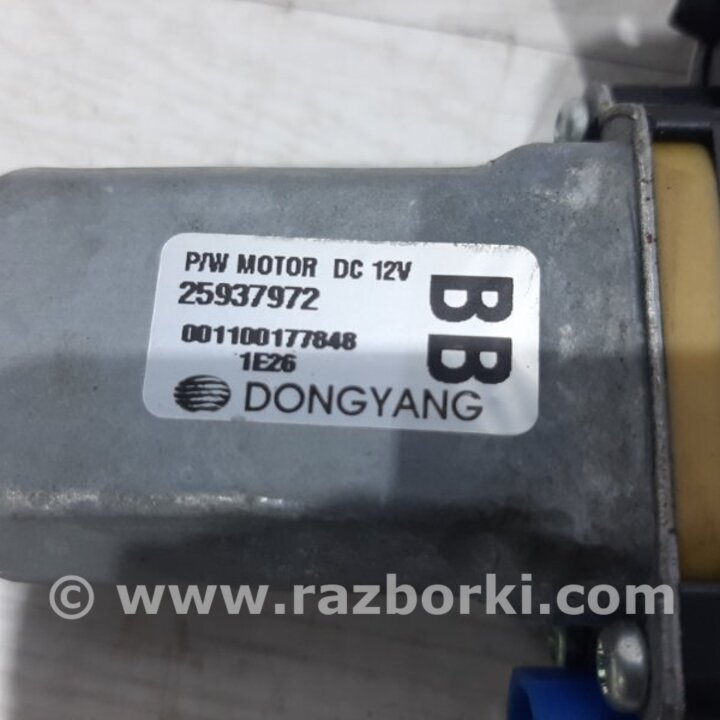 P/W MOTOR DC 12V
25937972
001100177848
1E26
DONGYANG
BB
© www.razborki.com